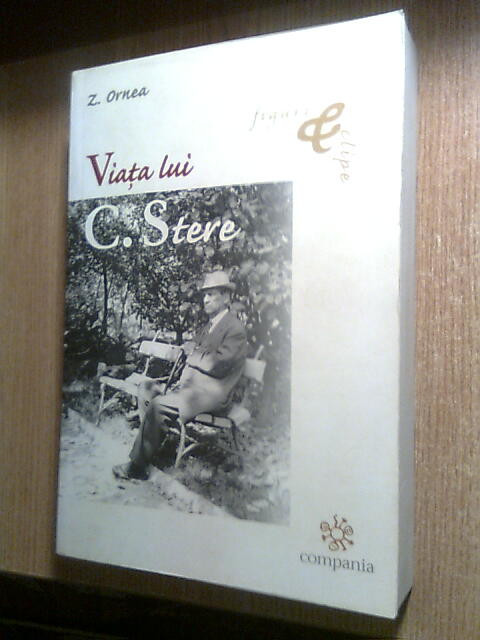 Z. Ornea
figuri
&
clipe
Viața lui
C. Stere
compania